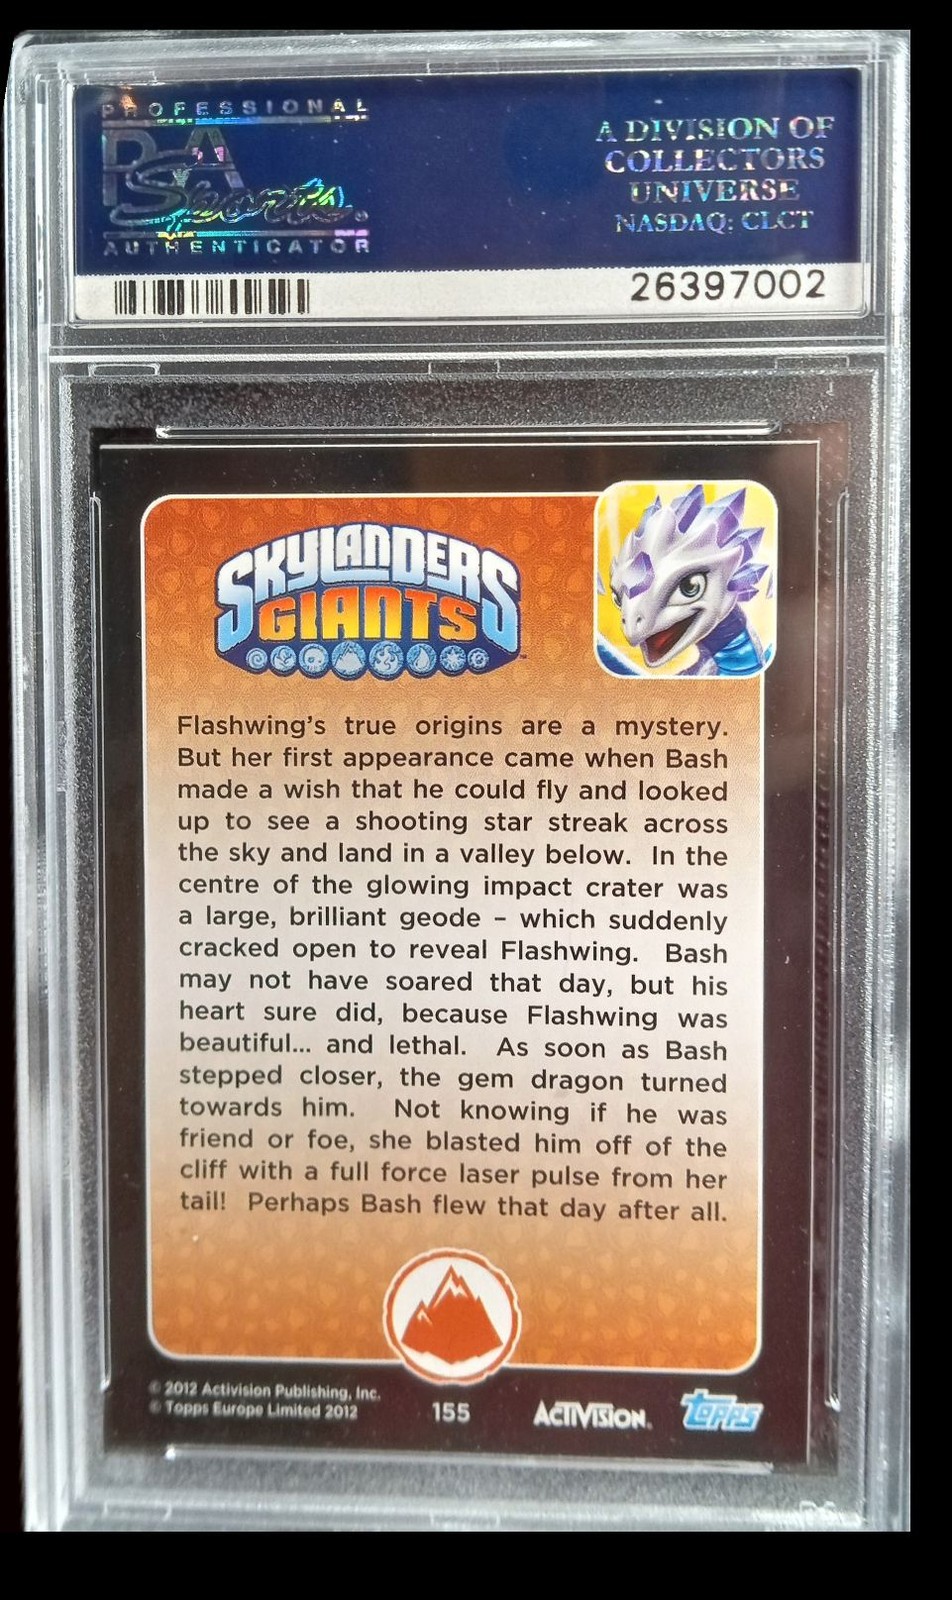 PROFESSIONAL
PSA
Sports®
AUTHENTICATOR
A DIVISION OF
COLLECTORS
UNIVERSE
NASDAQ: CLCT
26397002
SKYLANDERS
GIANTS
Flashwing's true origins are a mystery.
But her first appearance came when Bash
made a wish that he could fly and looked
up to see a shooting star streak across
the sky and land in a valley below. In the
centre of the glowing impact crater was
a large, brilliant geode – which suddenly
cracked open to reveal Flashwing. Bash
may not have soared that day, but his
heart sure did, because Flashwing was
beautiful... and lethal. As soon as Bash
stepped closer, the gem dragon turned
towards him. Not knowing if he was
friend or foe, she blasted him off of the
cliff with a full force laser pulse from her
tail! Perhaps Bash flew that day after all.
© 2012 Activision Publishing, Inc.
© Topps Europe Limited 2012
155
ACTIVISION.
topps